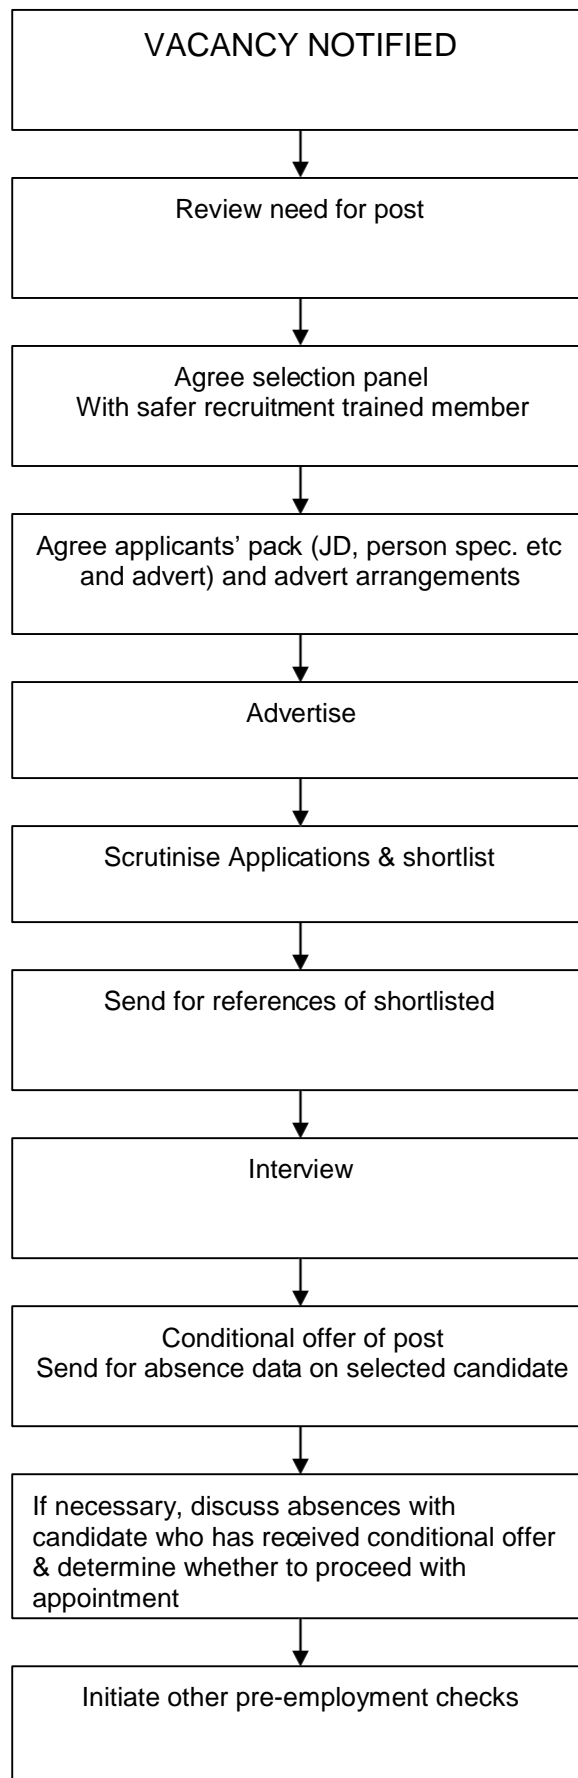 VACANCY NOTIFIED
Review need for post
Agree selection panel
With safer recruitment trained member
Agree applicants’ pack (JD, person spec. etc
and advert) and advert arrangements
Advertise
Scrutinise Applications & shortlist
Send for references of shortlisted
Interview
Conditional offer of post
Send for absence data on selected candidate
If necessary, discuss absences with
candidate who has received conditional offer
& determine whether to proceed with
appointment
Initiate other pre-employment checks